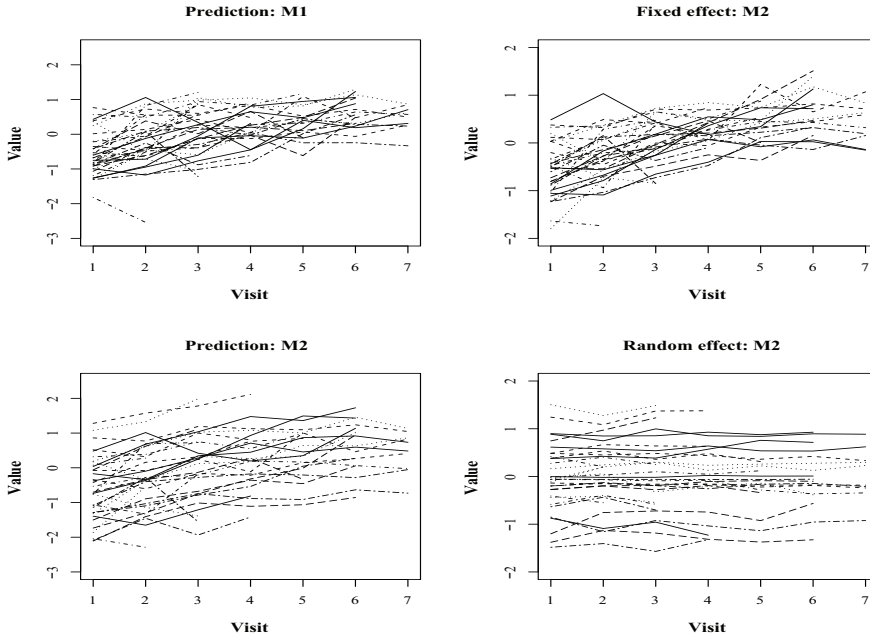 Prediction: M1
Value
2
1
0
−1
−2
−3
1 2 3 4 5 6 7
Visit
Fixed effect: M2
Value
2
1
0
−1
−2
1 2 3 4 5 6 7
Visit
Prediction: M2
Value
2
1
0
−1
−2
−3
1 2 3 4 5 6 7
Visit
Random effect: M2
Value
2
1
0
−1
−2
1 2 3 4 5 6 7
Visit